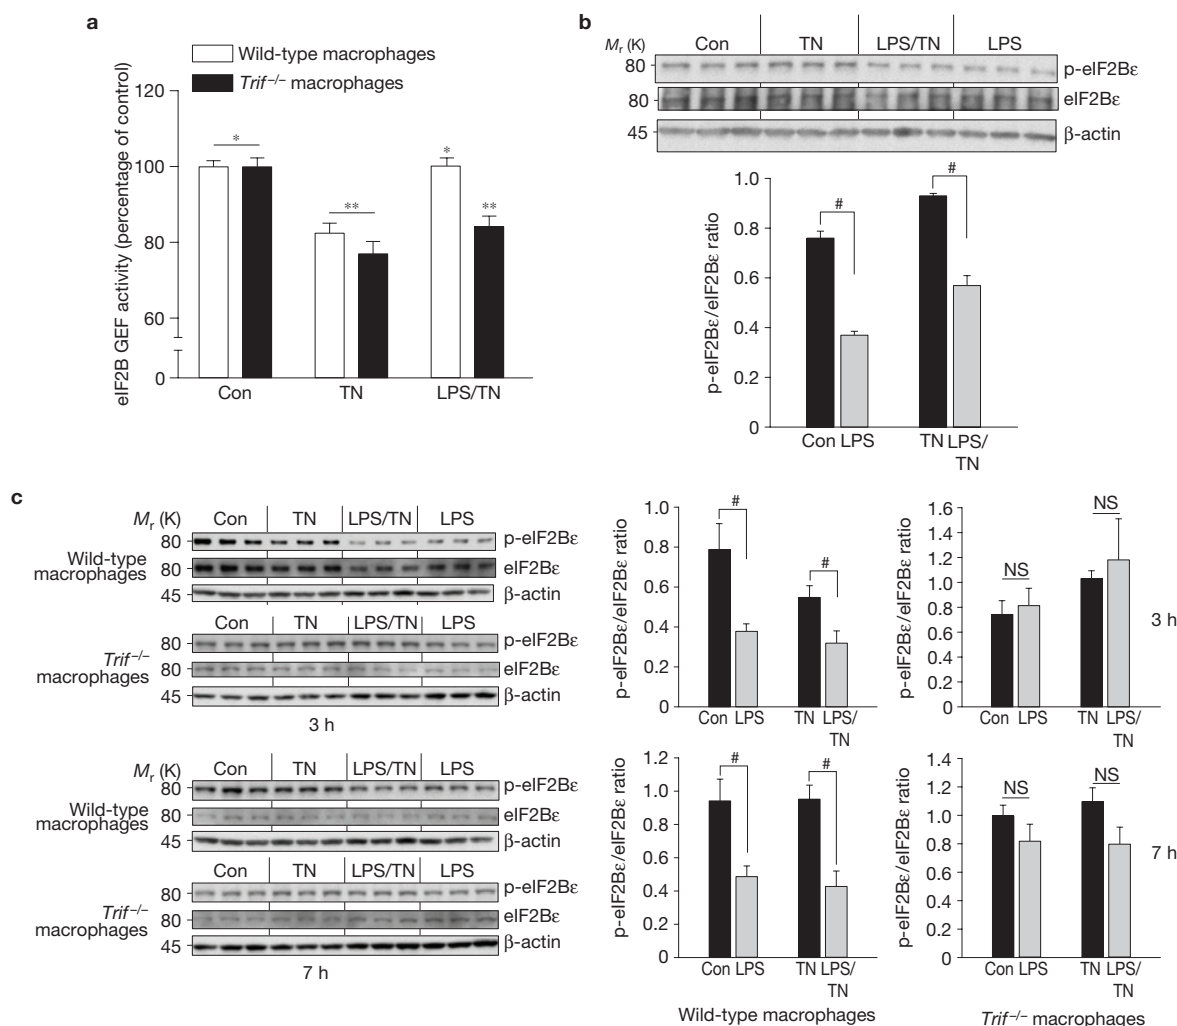 a
Wild-type macrophages
Trif–/– macrophages
eIF2B GEF activity (percentage of control)
120
100
80
60
0
*
**
*
**
Con
TN
LPS/TN
b
Mr (K)
Con
TN
LPS/TN
LPS
80
p-eIF2Bε
80
eIF2Bε
45
β-actin
p-eIF2Bε/eIF2Bε ratio
1.0
0.8
0.6
0.4
0.2
0
#
#
Con LPS
TN LPS/
TN
c
Mr (K)
Con
TN
LPS/TN
LPS
Wild-type
macrophages
80
p-eIF2Bε
80
eIF2Bε
45
β-actin
Con
TN
LPS/TN
LPS
Trif–/–
macrophages
80
p-eIF2Bε
80
eIF2Bε
45
β-actin
3 h
Mr (K)
Con
TN
LPS/TN
LPS
Wild-type
macrophages
80
p-eIF2Bε
80
eIF2Bε
45
β-actin
Con
TN
LPS/TN
LPS
Trif–/–
macrophages
80
p-eIF2Bε
80
eIF2Bε
45
β-actin
7 h
p-eIF2Bε/eIF2Bε ratio
1.0
0.8
0.6
0.4
0.2
0
#
#
Con LPS
TN LPS/
TN
p-eIF2Bε/eIF2Bε ratio
1.6
1.4
1.2
1.0
0.8
0.6
0.4
0.2
0
NS
NS
Con LPS
TN LPS/
TN
3 h
p-eIF2Bε/eIF2Bε ratio
1.2
1.0
0.8
0.6
0.4
0.2
0
#
#
Con LPS
TN LPS/
TN
Wild-type macrophages
p-eIF2Bε/eIF2Bε ratio
1.4
1.2
1.0
0.8
0.6
0.4
0.2
0
NS
NS
Con LPS
TN LPS/
TN
7 h
Trif–/– macrophages